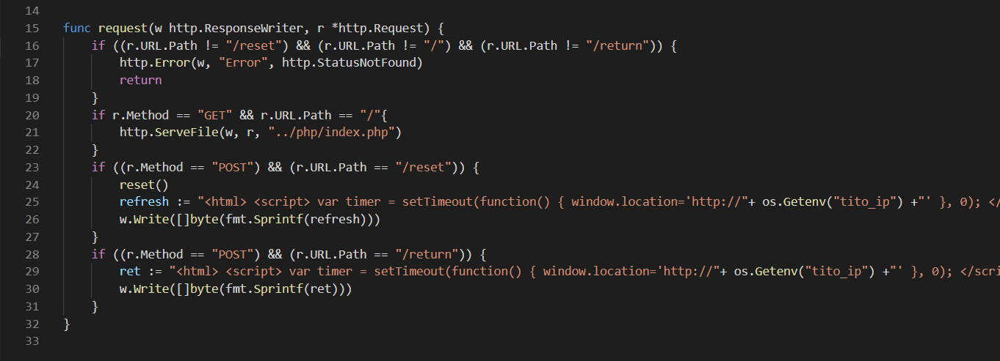 14
15 func request(w http.ResponseWriter, r *http.Request) {
16 if ((r.URL.Path != "/reset") && (r.URL.Path != "/") && (r.URL.Path != "/return")) {
17 http.Error(w, "Error", http.StatusNotFound)
18 return
19 }
20 if r.Method == "GET" && r.URL.Path == "/"{
21 http.ServeFile(w, r, "../php/index.php")
22 }
23 if ((r.Method == "POST") && (r.URL.Path == "/reset")) {
24 reset()
25 refresh := "<html> <script> var timer = setTimeout(function() { window.location='http://"+ os.Getenv("tito_ip") +"' }, 0); </
26 w.Write([]byte(fmt.Sprintf(refresh)))
27 }
28 if ((r.Method == "POST") && (r.URL.Path == "/return")) {
29 ret := "<html> <script> var timer = setTimeout(function() { window.location='http://"+ os.Getenv("tito_ip") +"' }, 0); </scri
30 w.Write([]byte(fmt.Sprintf(ret)))
31 }
32 }
33